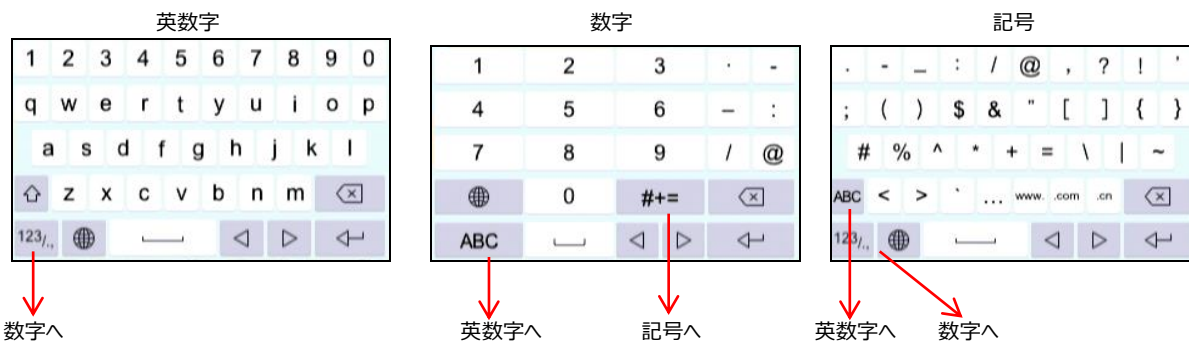 英数字
1 2 3 4 5 6 7 8 9 0
q w e r t y u i o p
a s d f g h j k l
z x c v b n m
123/.,
数字へ
数字
1 2 3 · -
4 5 6 – :
7 8 9 / @
0 #+=
ABC
英数字へ 記号へ
記号
. - _ : / @ , ? ! '
; ( ) $ & " [ ] { }
# % ^ * + = \ | ~
ABC < > ` ... www. .com .cn
123/.,
英数字へ 数字へ